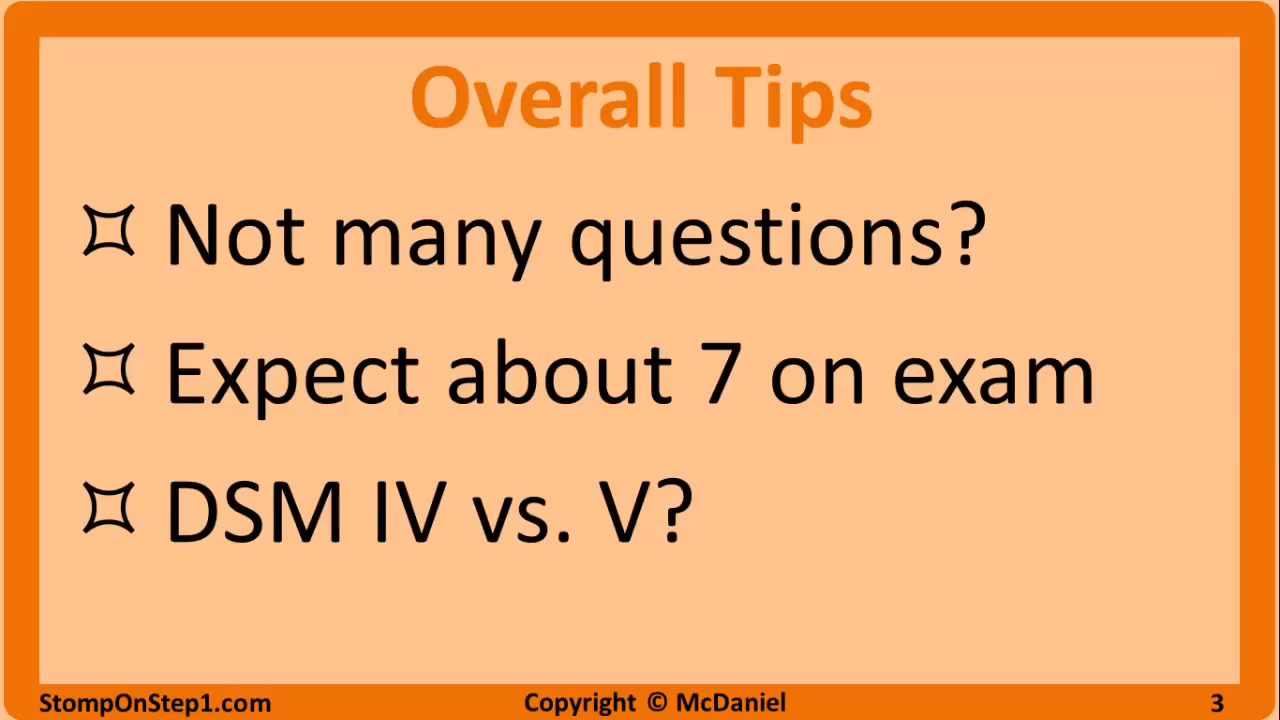 Overall Tips
Not many questions?
Expect about 7 on exam
DSM IV vs. V?
StompOnStep1.com
Copyright © McDaniel
3